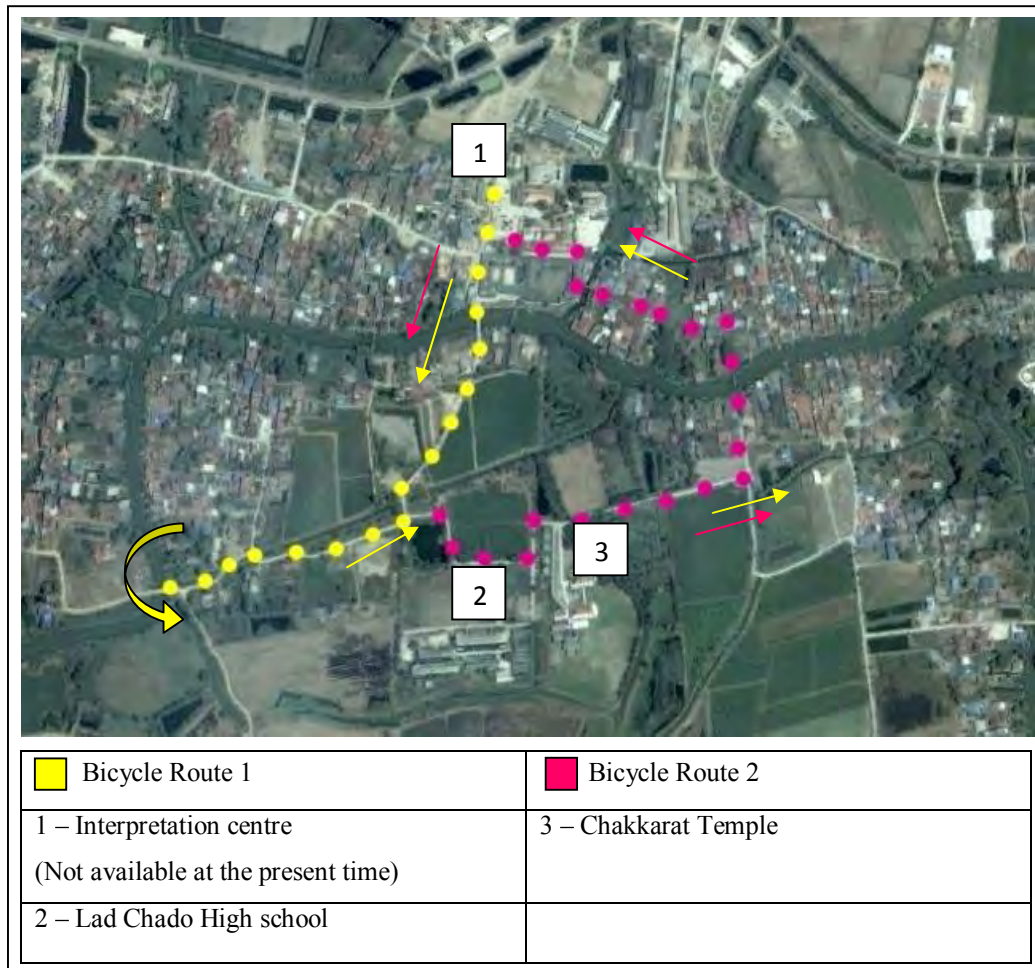 1
2
3
Bicycle Route 1
Bicycle Route 2
1 – Interpretation centre
(Not available at the present time)
3 – Chakkarat Temple
2 – Lad Chado High school